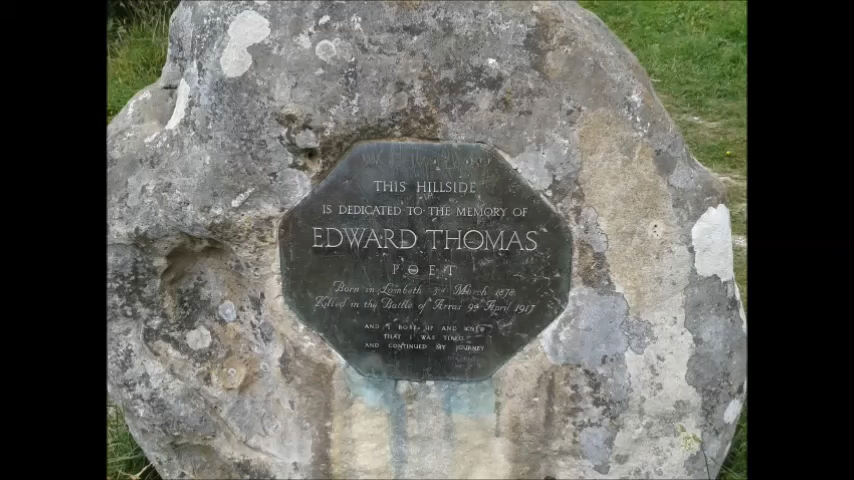 THIS HILLSIDE
IS DEDICATED TO THE MEMORY OF
EDWARD THOMAS
POET
Born in Lambeth 3rd March 1878
Killed in the Battle of Arras 9th April 1917
AND I ROSE UP AND KNEW
THAT I WAS TIRED
AND CONTINUED MY JOURNEY